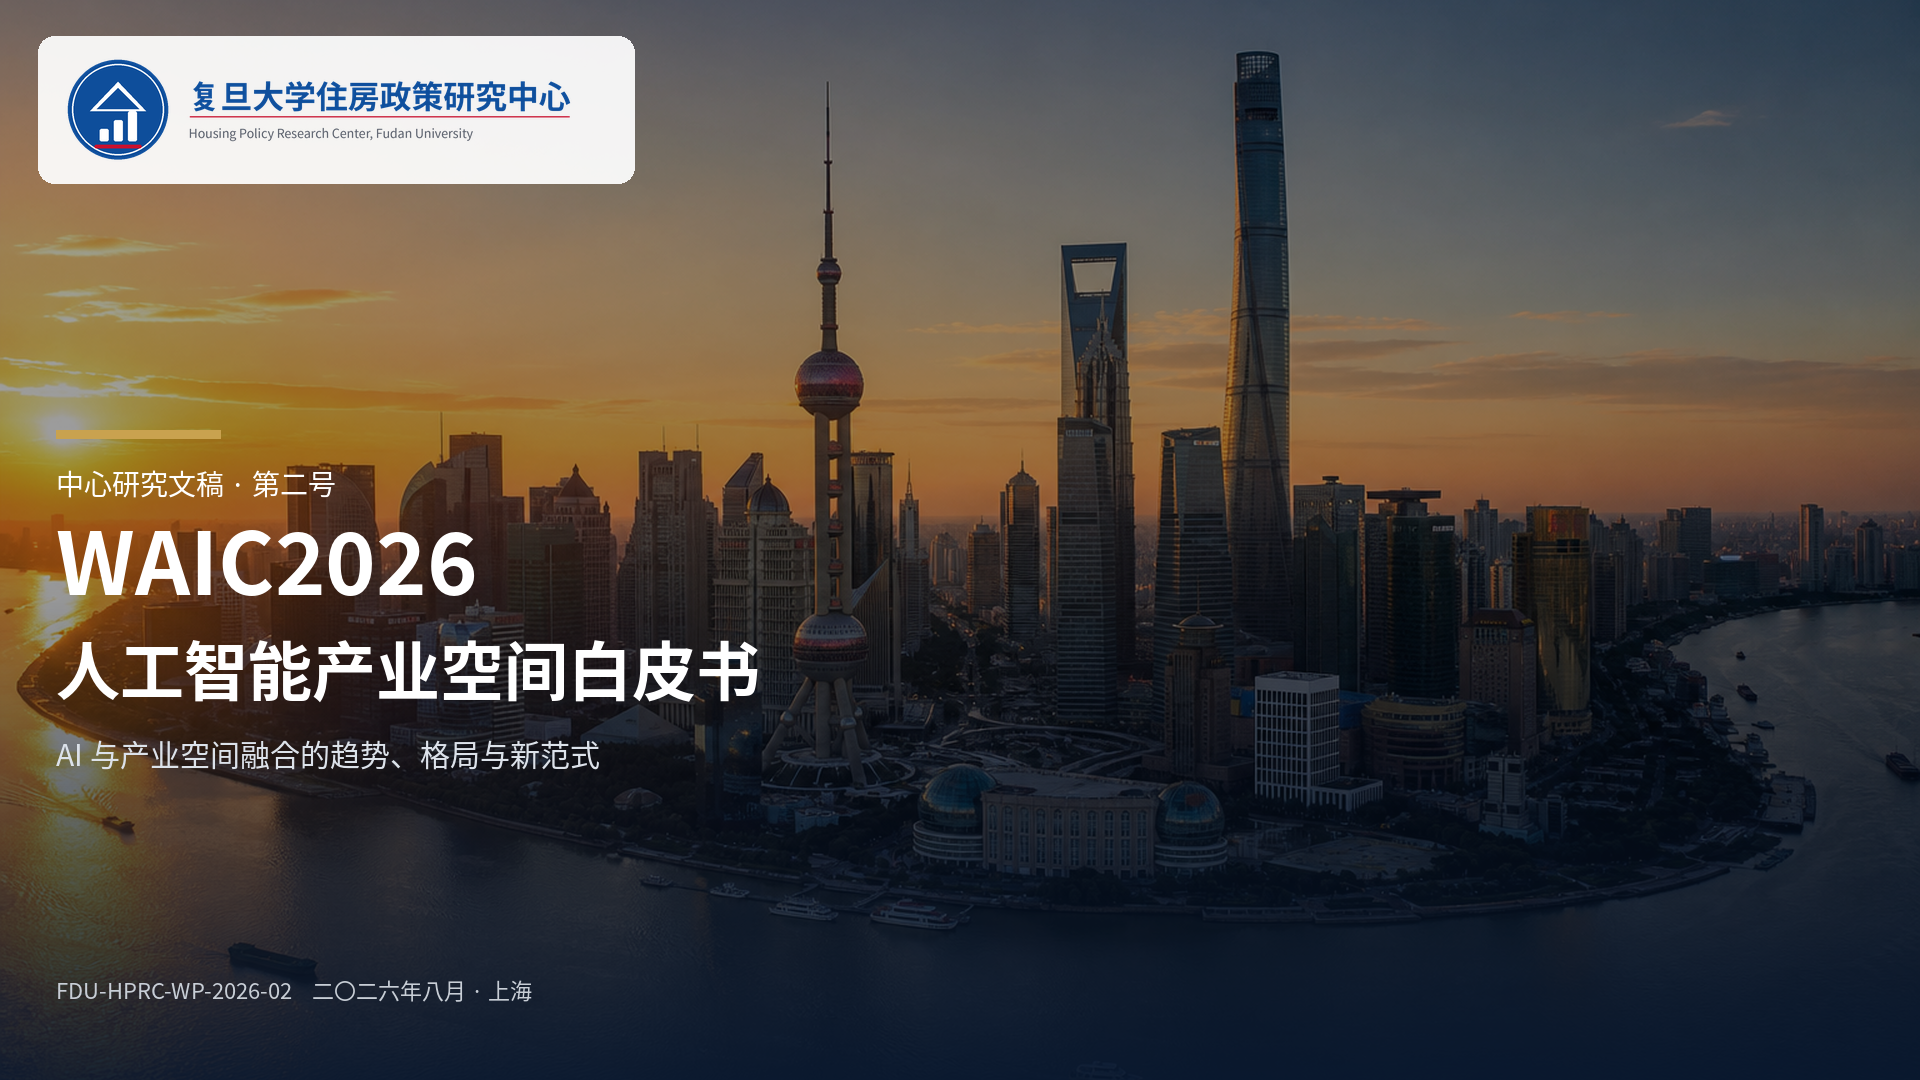 复旦大学住房政策研究中心
Housing Policy Research Center, Fudan University
中心研究文稿 · 第二号
WAIC2026
人工智能产业空间白皮书
AI 与产业空间融合的趋势、格局与新范式
FDU-HPRC-WP-2026-02 二〇二六年八月 · 上海